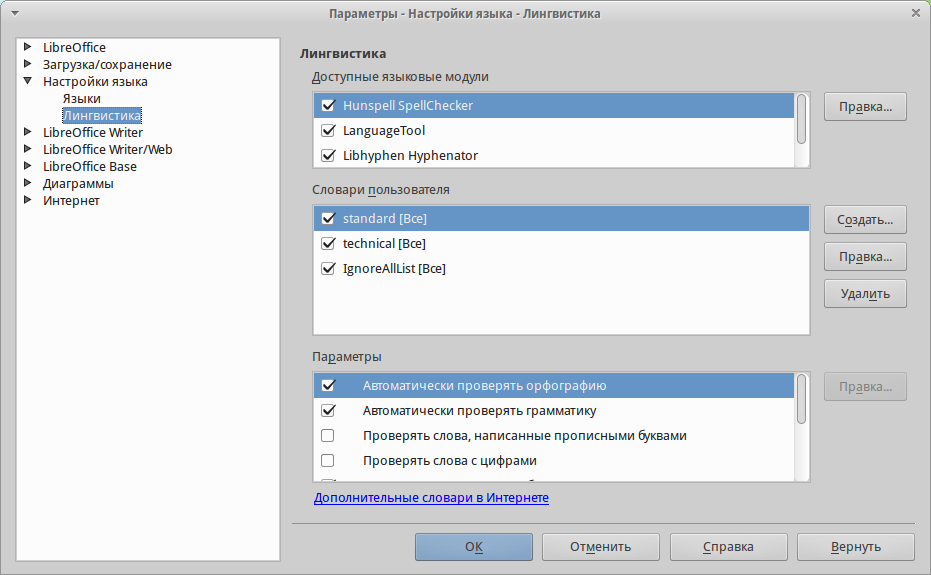 Параметры - Настройки языка - Лингвистика
LibreOffice
Загрузка/сохранение
Настройки языка
Языки
Лингвистика
LibreOffice Writer
LibreOffice Writer/Web
LibreOffice Base
Диаграммы
Интернет
Лингвистика
Доступные языковые модули
Hunspell SpellChecker
LanguageTool
Libhyphen Hyphenator
Правка...
Словари пользователя
standard [Все]
technical [Все]
IgnoreAllList [Все]
Создать...
Правка...
Удалить
Параметры
Автоматически проверять орфографию
Автоматически проверять грамматику
Проверять слова, написанные прописными буквами
Проверять слова с цифрами
Правка...
Дополнительные словари в Интернете
OK
Отменить
Справка
Вернуть